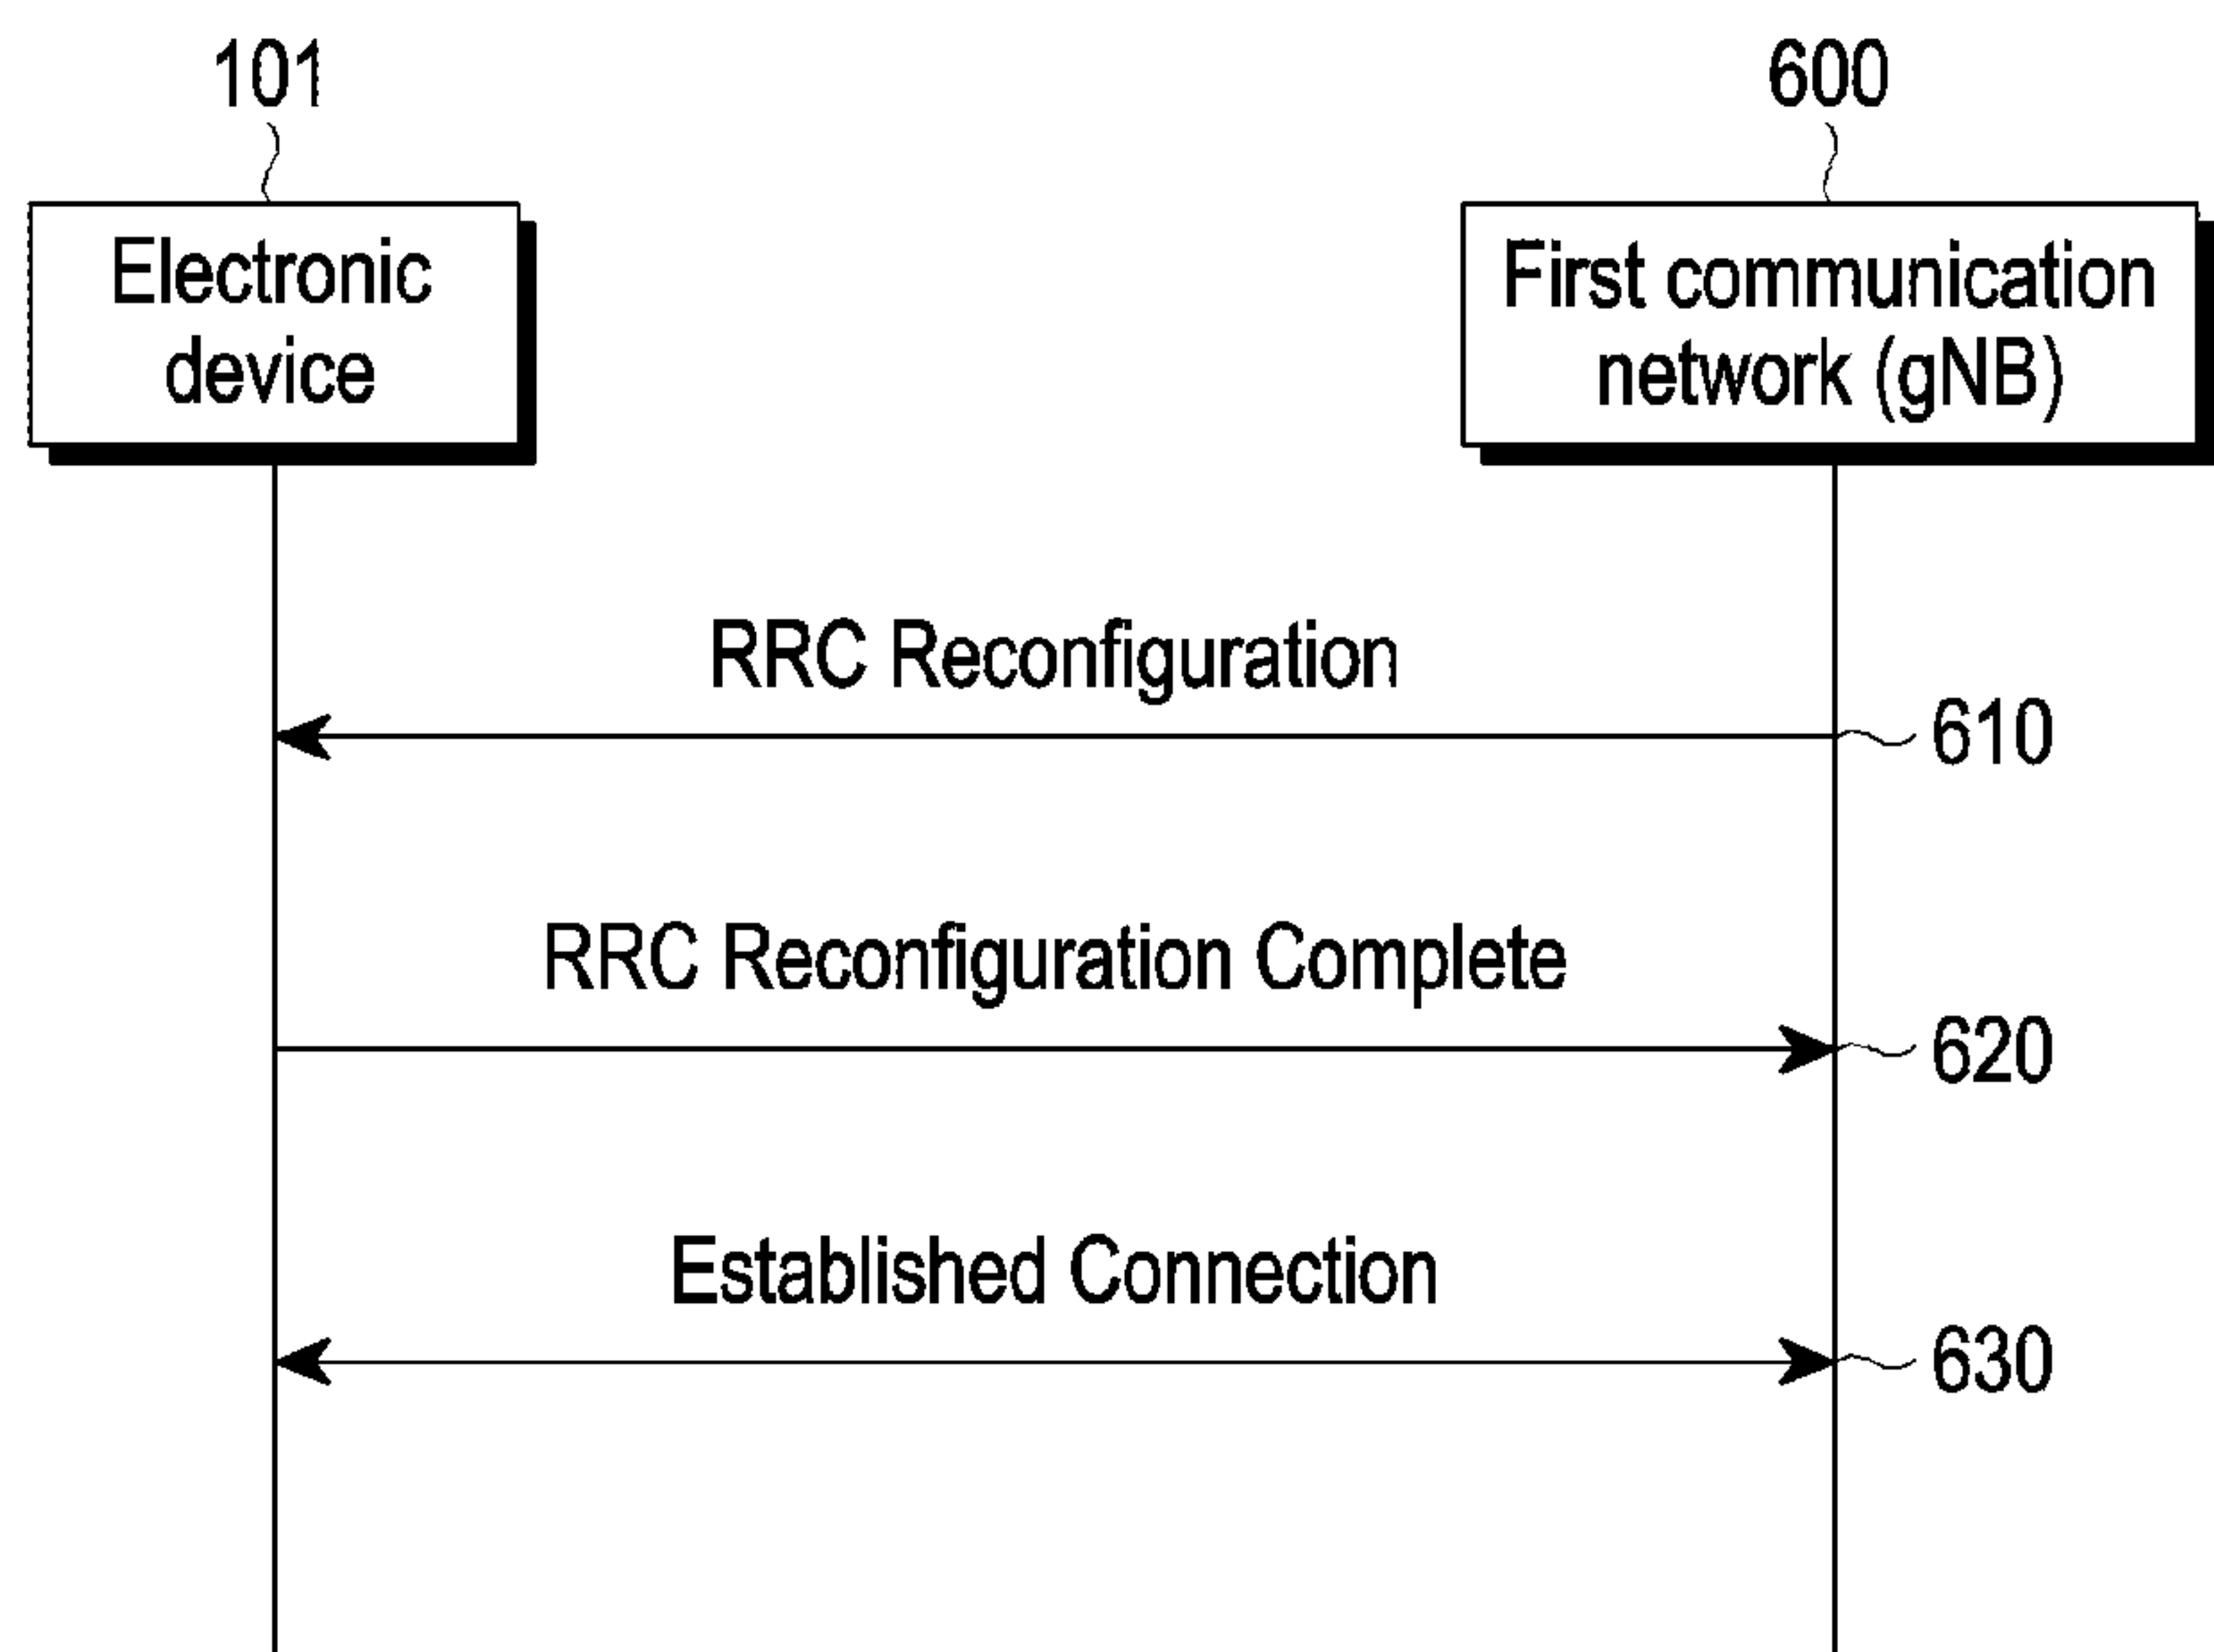 101
600
Electronic
device
First communication
network (gNB)
RRC Reconfiguration
610
RRC Reconfiguration Complete
620
Established Connection
630